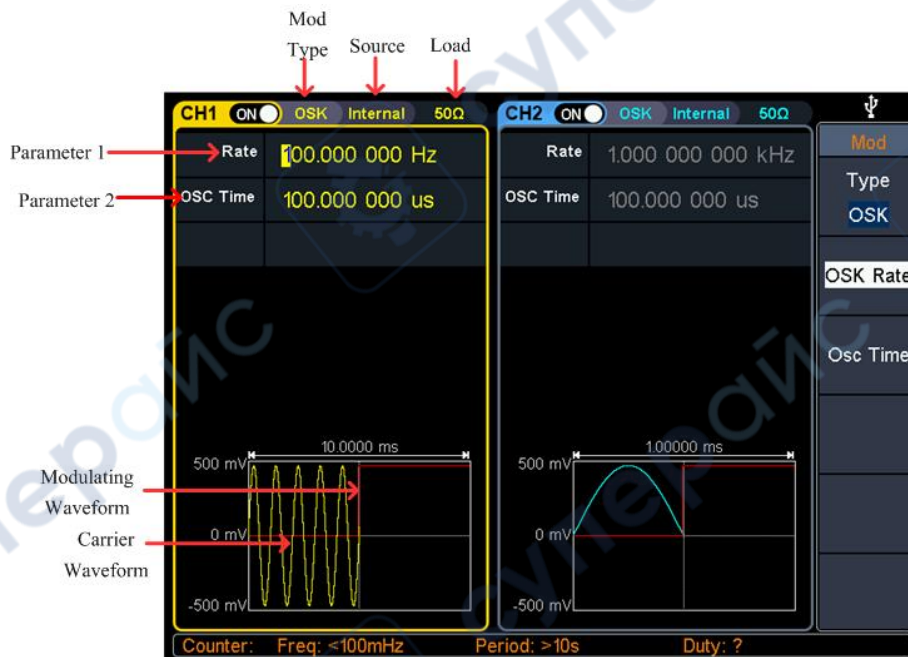 Mod
Type Source Load
CH1 ON OSK Internal 50Ω CH2 ON OSK Internal 50Ω
Mod
Parameter 1 Rate 100.000 000 Hz Rate 1.000 000 000 kHz
Type
OSK
Parameter 2 OSC Time 100.000 000 us OSC Time 100.000 000 us
OSK Rate
Osc Time
10.0000 ms 1.00000 ms
500 mV 500 mV
Modulating
Waveform
0 mV 0 mV
Carrier
Waveform
-500 mV -500 mV
Counter: Freq: <100mHz Period: >10s Duty: ?
суперайс